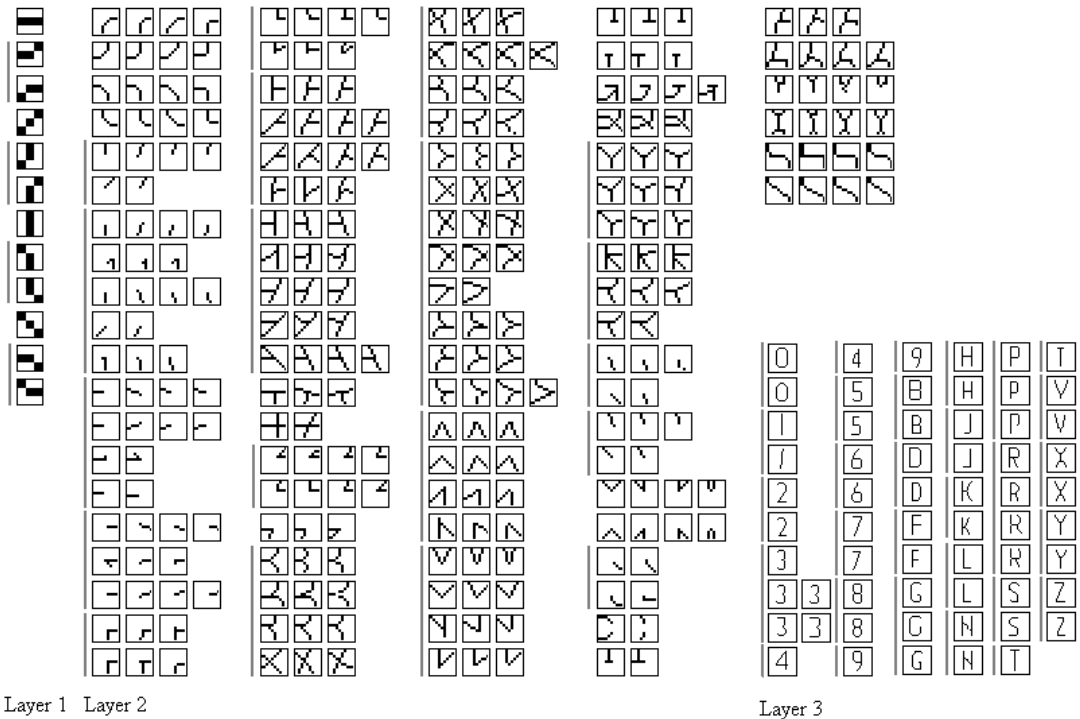 0 4 9 H P T
0 5 B H P V
1 5 B J P V
1 6 D J R X
2 6 D K R X
2 7 F K R Y
3 7 F L R Y
3 3 8 G L S Z
3 3 8 G N S Z
4 9 G N T
Layer 1 Layer 2 Layer 3